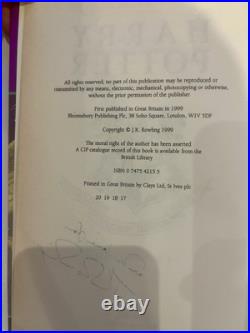 All rights reserved; no part of this publication may be reproduced or
transmitted by any means, electronic, mechanical, photocopying or otherwise,
without the prior permission of the publisher.
First published in Great Britain in 1999
Bloomsbury Publishing Plc, 38 Soho Square, London, W1V 5DF
Copyright © J.K. Rowling 1999
The moral right of the author has been asserted
A CIP catalogue record of this book is available from the
British Library
ISBN 0 7475 4215 5
Printed in Great Britain by Clays Ltd, St Ives plc
20 19 18 17